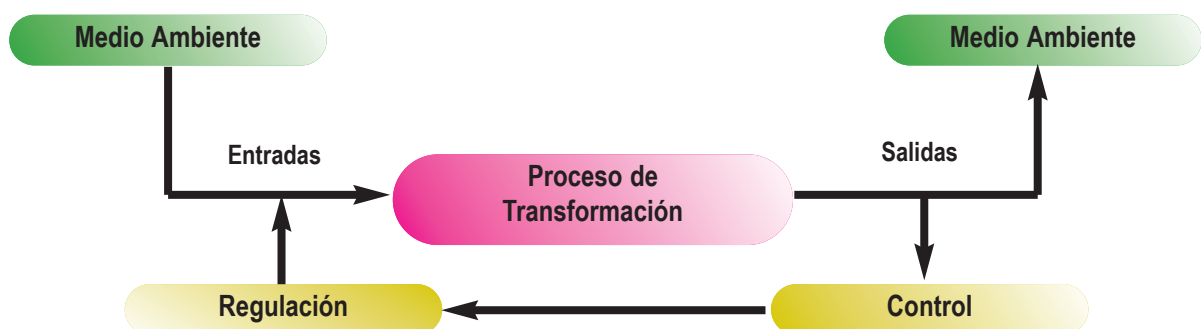 Medio Ambiente
Medio Ambiente
Entradas
Salidas
Proceso de
Transformación
Regulación
Control